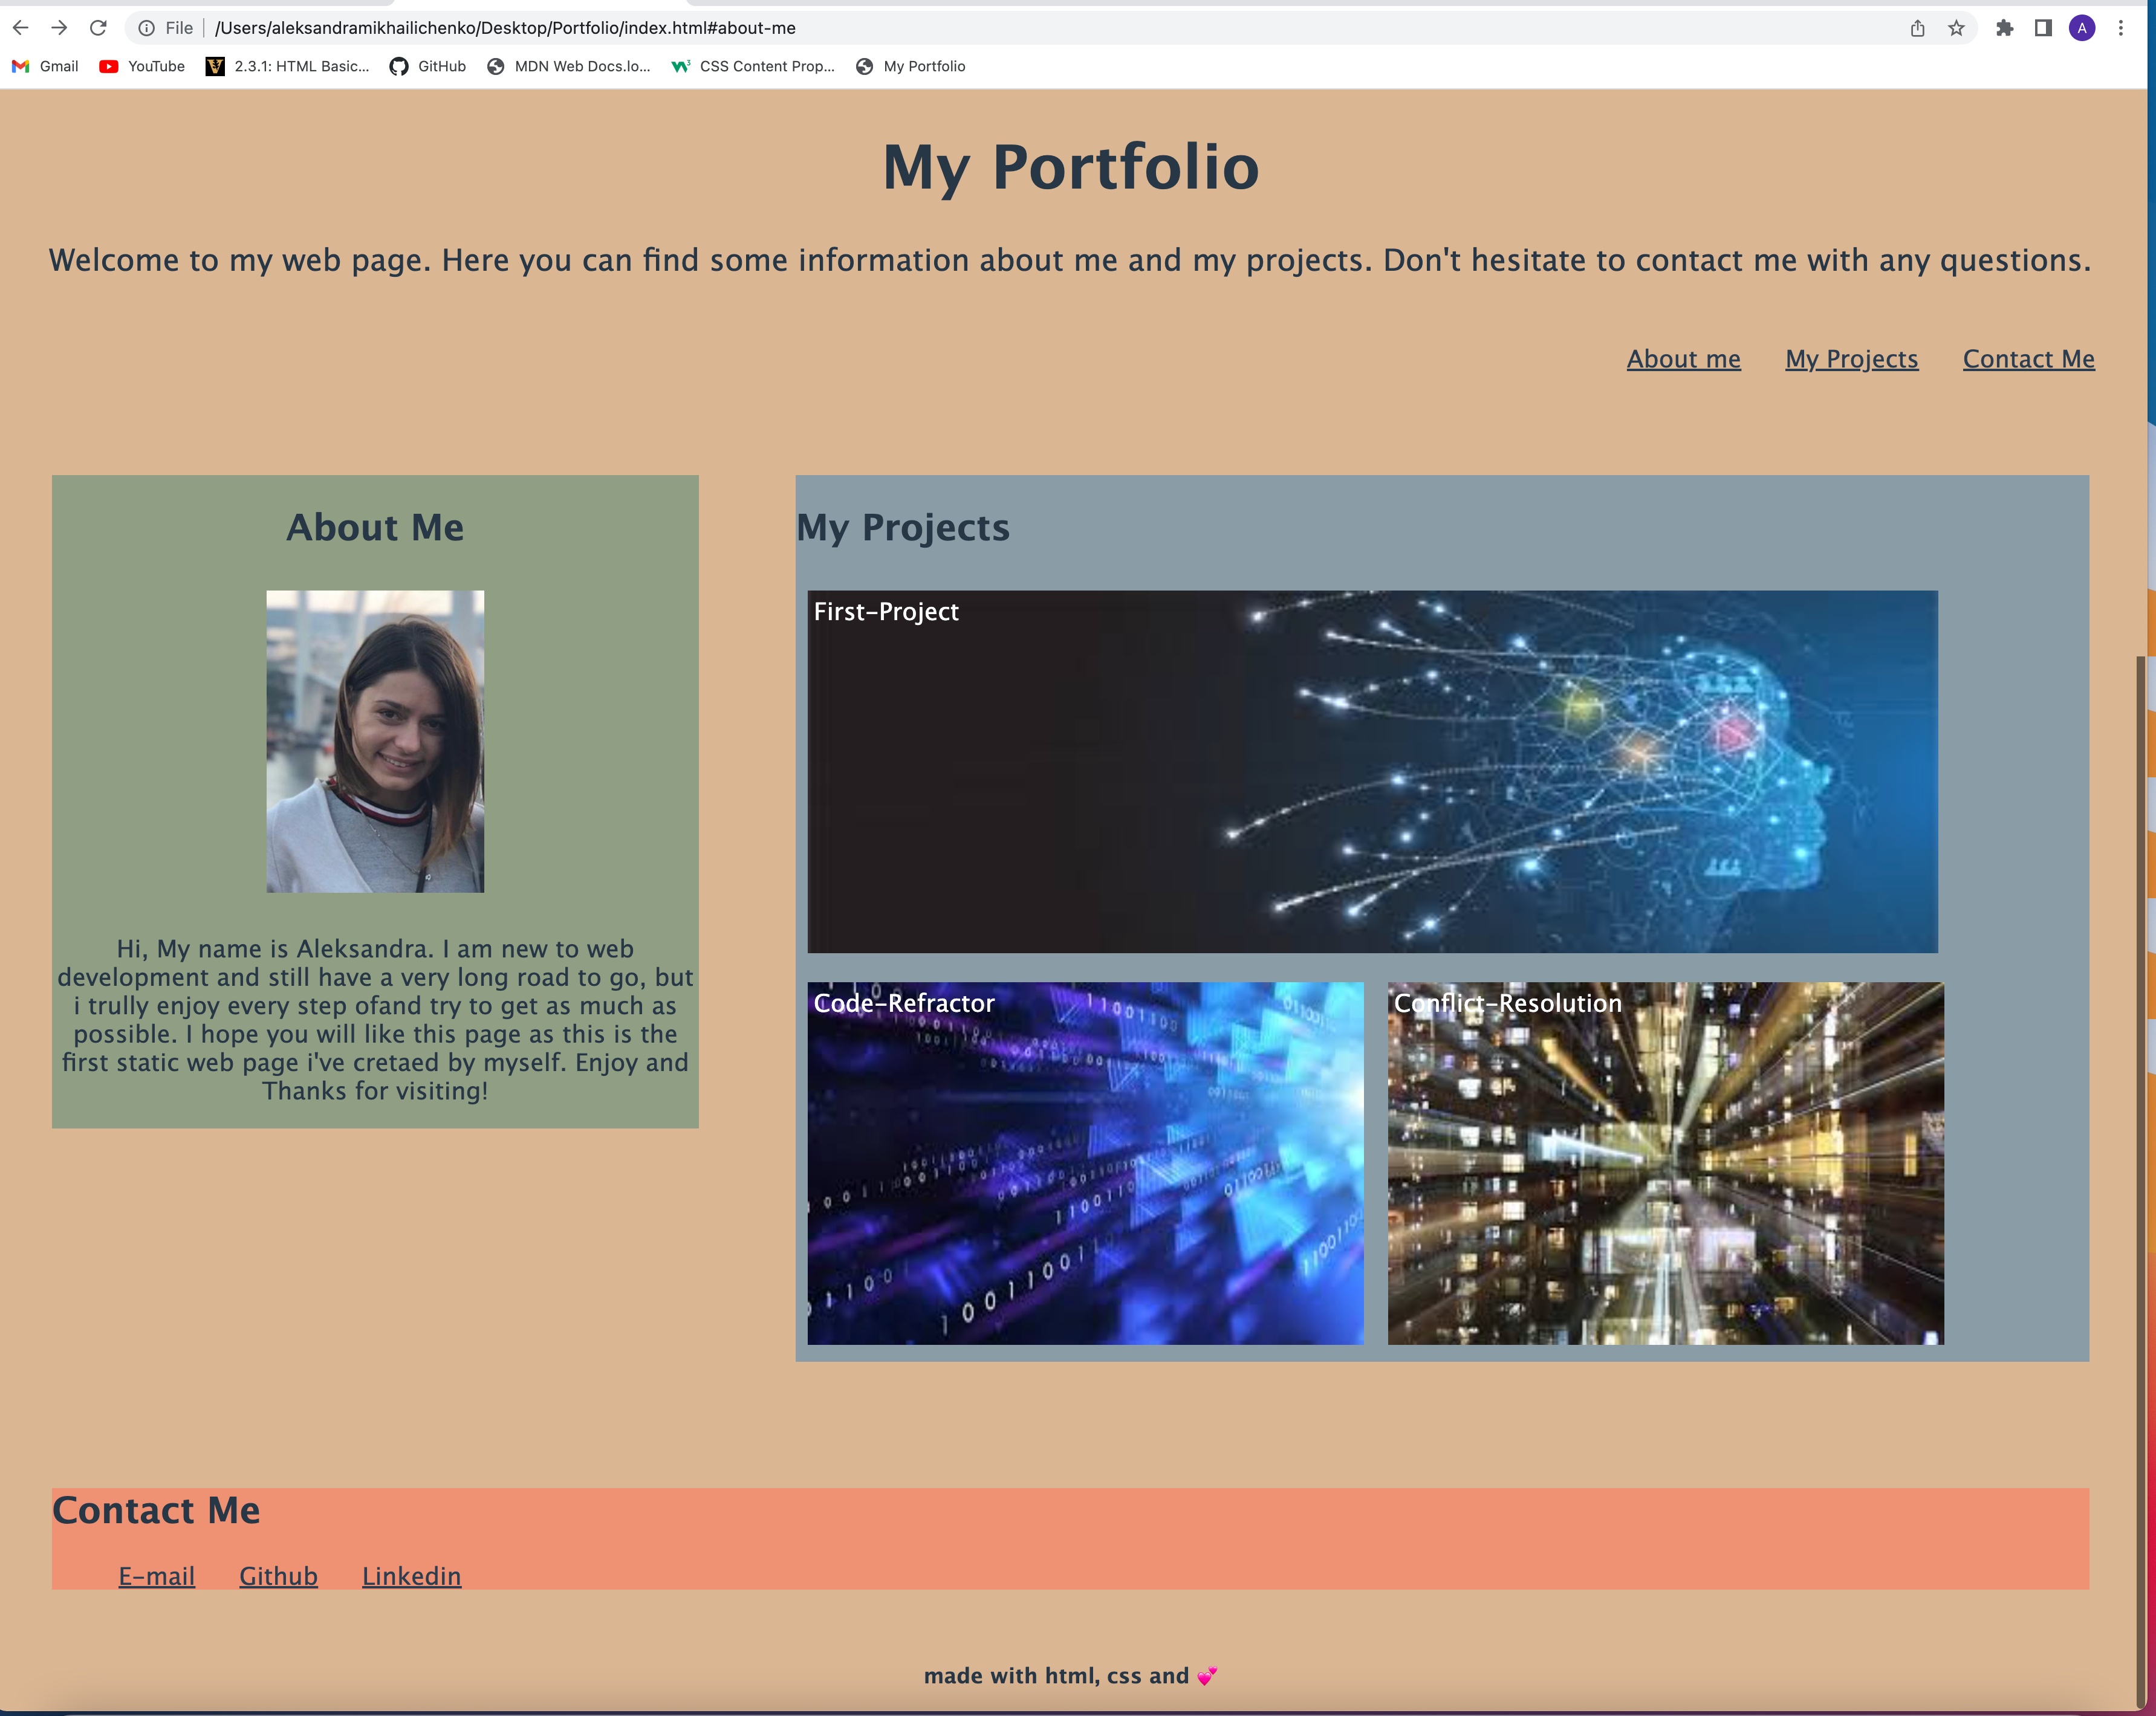 File /Users/aleksandramikhailichenko/Desktop/Portfolio/index.html#about-me
A
Gmail YouTube 2.3.1: HTML Basic... GitHub MDN Web Docs.lo... CSS Content Prop... My Portfolio
My Portfolio
Welcome to my web page. Here you can find some information about me and my projects. Don't hesitate to contact me with any questions.
About me My Projects Contact Me
About Me
Hi, My name is Aleksandra. I am new to web
development and still have a very long road to go, but
i trully enjoy every step ofand try to get as much as
possible. I hope you will like this page as this is the
first static web page i've cretaed by myself. Enjoy and
Thanks for visiting!
My Projects
First-Project
Code-Refractor
Conflict-Resolution
Contact Me
E-mail Github Linkedin
made with html, css and 💕